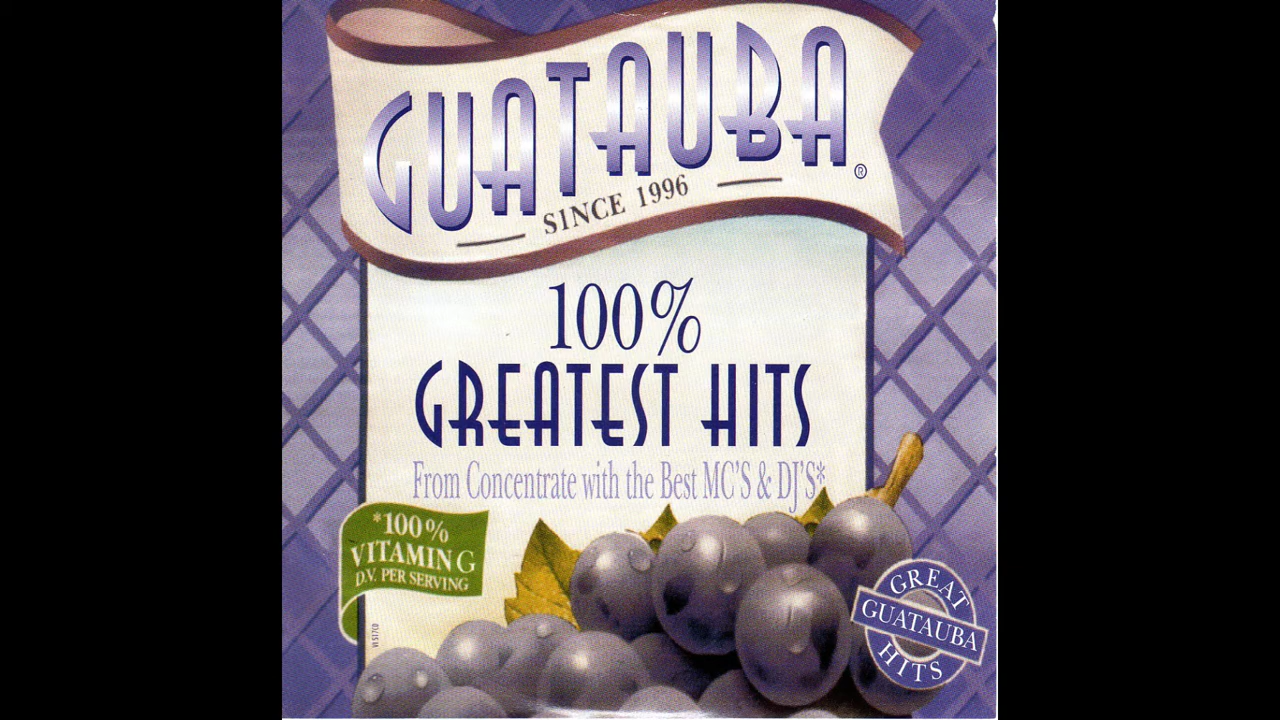 GUATAUBA®
SINCE 1996
100%
GREATEST HITS
From Concentrate with the Best MC'S & DJ'S*
*100%
VITAMIN G
D.V. PER SERVING
GREAT
GUATAUBA
HITS